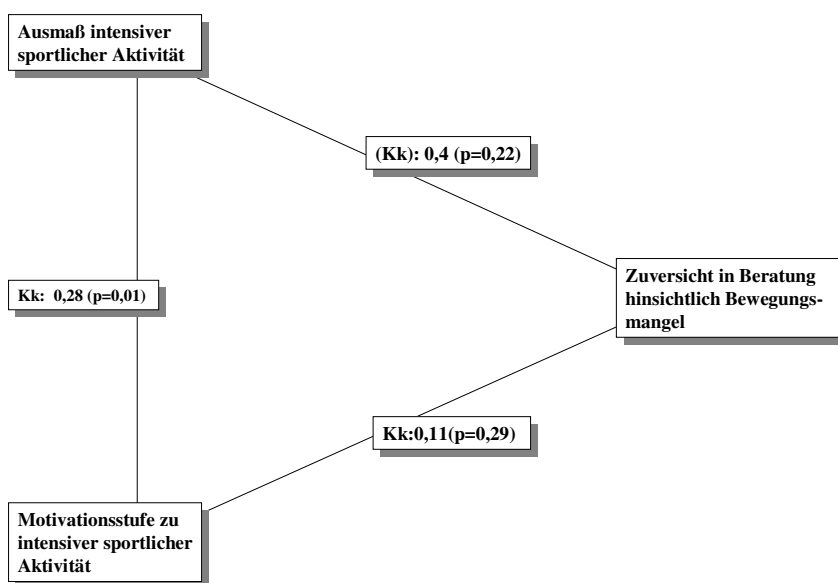 Ausmaß intensiver
sportlicher Aktivität
(Kk): 0,4 (p=0,22)
Zuversicht in Beratung
hinsichtlich Bewegungs-
mangel
Kk: 0,28 (p=0,01)
Kk:0,11(p=0,29)
Motivationsstufe zu
intensiver sportlicher
Aktivität